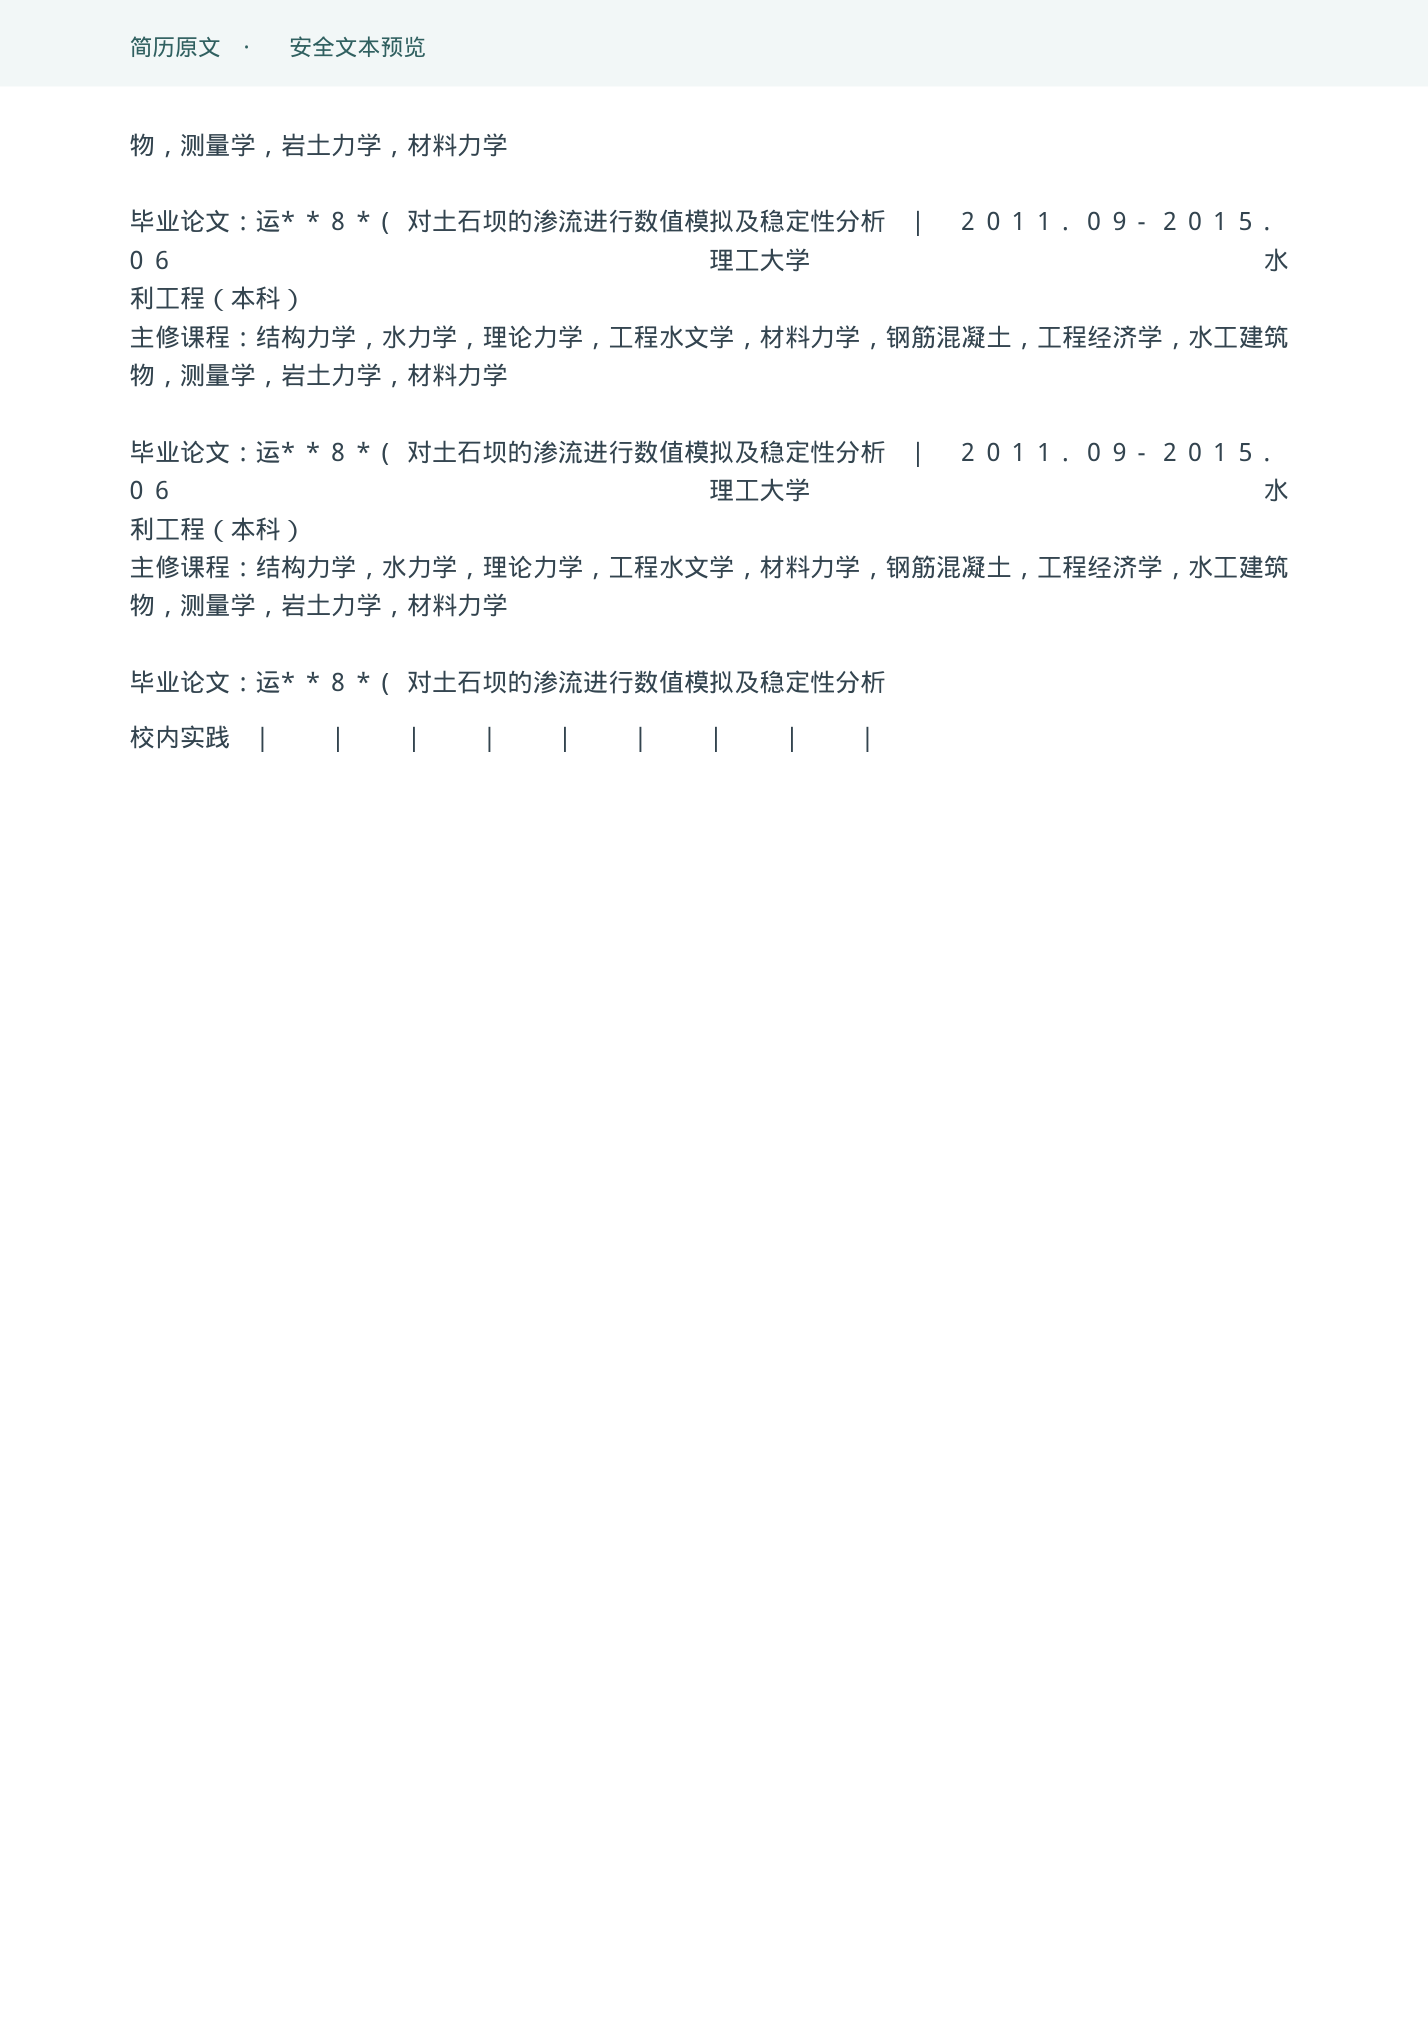 简历原文 · 安全文本预览
物,测量学,岩土力学,材料力学
毕业论文:运**8*( 对土石坝的渗流进行数值模拟及稳定性分析 | 2011.09-2015.
06 理工大学 水
利工程(本科)
主修课程:结构力学,水力学,理论力学,工程水文学,材料力学,钢筋混凝土,工程经济学,水工建筑
物,测量学,岩土力学,材料力学
毕业论文:运**8*( 对土石坝的渗流进行数值模拟及稳定性分析 | 2011.09-2015.
06 理工大学 水
利工程(本科)
主修课程:结构力学,水力学,理论力学,工程水文学,材料力学,钢筋混凝土,工程经济学,水工建筑
物,测量学,岩土力学,材料力学
毕业论文:运**8*( 对土石坝的渗流进行数值模拟及稳定性分析
校内实践 | | | | | | | | |